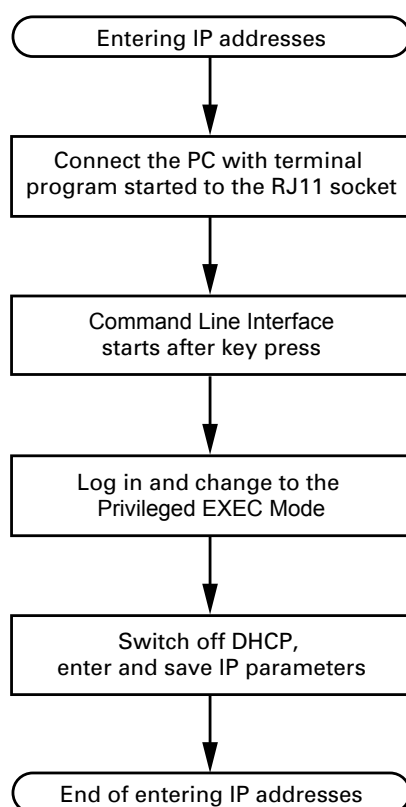 Entering IP addresses
Connect the PC with terminal
program started to the RJ11 socket
Command Line Interface
starts after key press
Log in and change to the
Privileged EXEC Mode
Switch off DHCP,
enter and save IP parameters
End of entering IP addresses